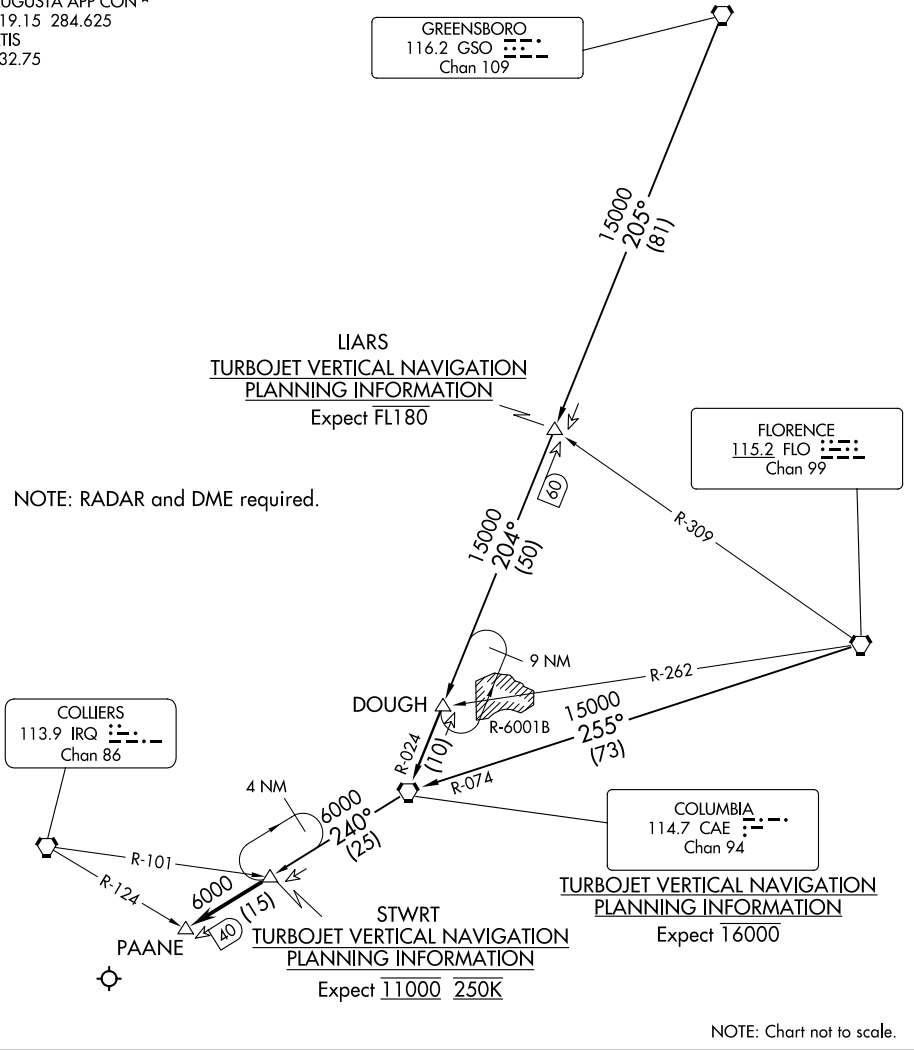 19.15 284.625
32.75
GREENSBORO
116.2 GSO
Chan 109
15000
205°
(81)
LIARS
TURBOJET VERTICAL NAVIGATION
PLANNING INFORMATION
Expect FL180
FLORENCE
115.2 FLO
Chan 99
NOTE: RADAR and DME required.
60
R-309
15000
204°
(50)
9 NM
R-262
DOUGH
R-6001B
15000
255°
(73)
COLLIERS
113.9 IRQ
Chan 86
R-024
(10)
R-074
4 NM
6000
240°
(25)
COLUMBIA
114.7 CAE
Chan 94
R-101
R-124
6000
(15)
40
TURBOJET VERTICAL NAVIGATION
PLANNING INFORMATION
Expect 16000
STWRT
TURBOJET VERTICAL NAVIGATION
PLANNING INFORMATION
Expect 11000 250K
PAANE
NOTE: Chart not to scale.